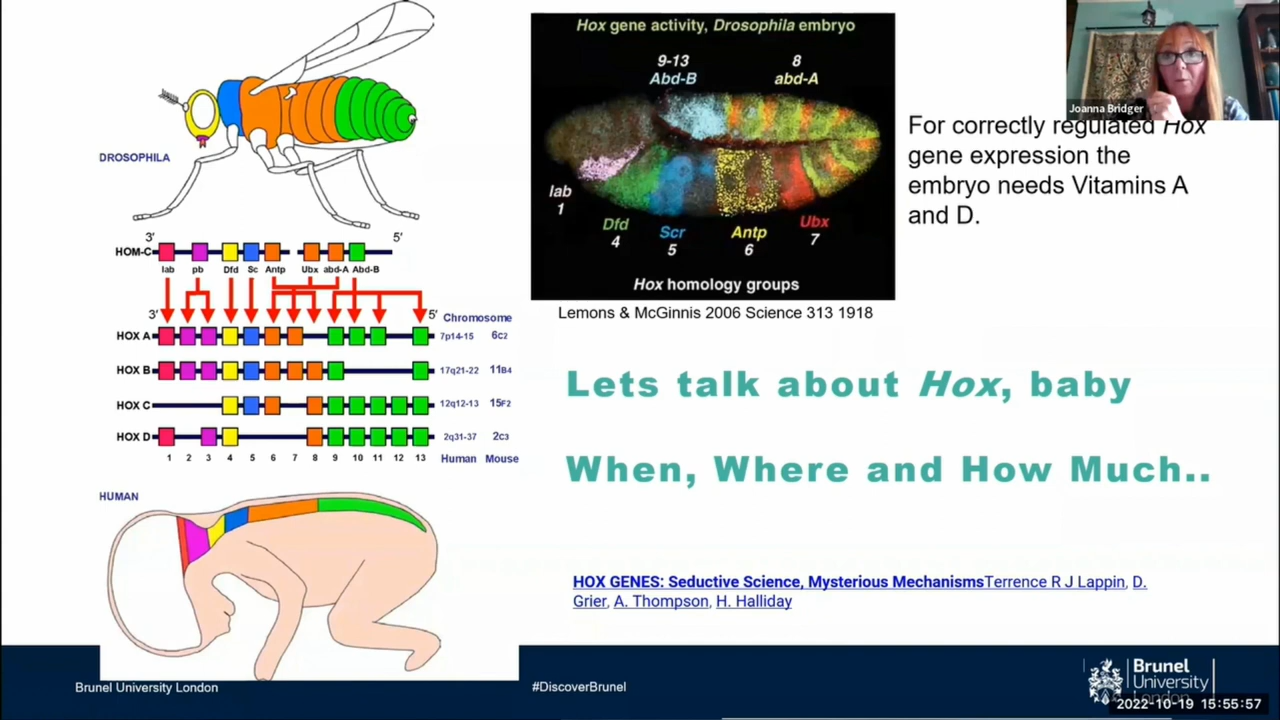 DROSOPHILA
3' 5'
HOM-C
lab pb Dfd Sc Antp Ubx abd-A Abd-B
3' 5' Chromosome
HOX A 7p14-15 6C2
HOX B 17q21-22 11B4
HOX C 12q12-13 15F2
HOX D 2q31-37 2C3
1 2 3 4 5 6 7 8 9 10 11 12 13 Human Mouse
HUMAN
Hox gene activity, Drosophila embryo
9-13 8
Abd-B abd-A
lab
1
Dfd
4
Scr
5
Antp
6
Ubx
7
Hox homology groups
Lemons & McGinnis 2006 Science 313 1918
Joanna Bridger
For correctly regulated Hox
gene expression the
embryo needs Vitamins A
and D.
Lets talk about Hox, baby
When, Where and How Much..
HOX GENES: Seductive Science, Mysterious MechanismsTerrence R J Lappin, D.
Grier, A. Thompson, H. Halliday
Brunel University London
#DiscoverBrunel
Brunel
University
London
2022-10-19 15:55:57